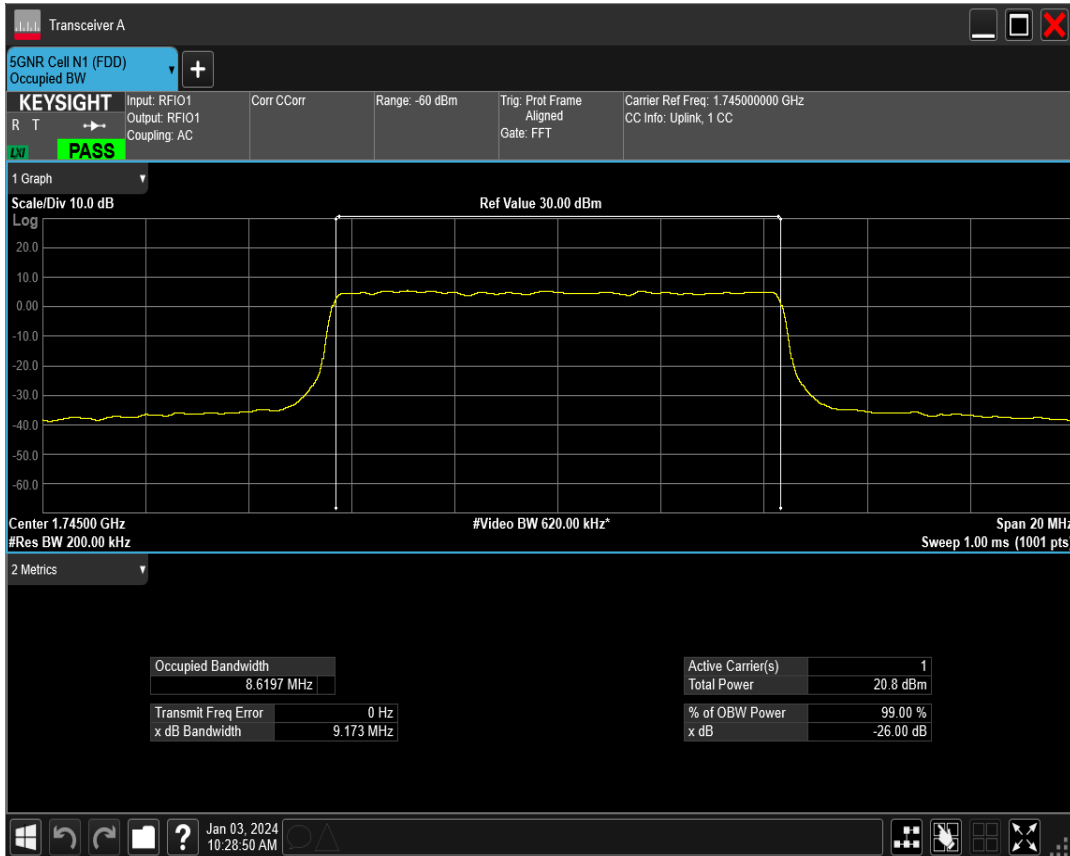 Transceiver A
5GNR Cell N1 (FDD)
Occupied BW
+
KEYSIGHT
R T
LXI
PASS
Input: RFIO1
Output: RFIO1
Coupling: AC
Corr CCorr
Range: -60 dBm
Trig: Prot Frame
Aligned
Gate: FFT
Carrier Ref Freq: 1.745000000 GHz
CC Info: Uplink, 1 CC
1 Graph
Scale/Div 10.0 dB
Ref Value 30.00 dBm
Log
20.0
10.0
0.00
-10.0
-20.0
-30.0
-40.0
-50.0
-60.0
Center 1.74500 GHz
#Video BW 620.00 kHz*
Span 20 MHz
#Res BW 200.00 kHz
Sweep 1.00 ms (1001 pts)
2 Metrics
Occupied Bandwidth
8.6197 MHz
Transmit Freq Error 0 Hz
x dB Bandwidth 9.173 MHz
Active Carrier(s) 1
Total Power 20.8 dBm
% of OBW Power 99.00 %
x dB -26.00 dB
?
Jan 03, 2024
10:28:50 AM